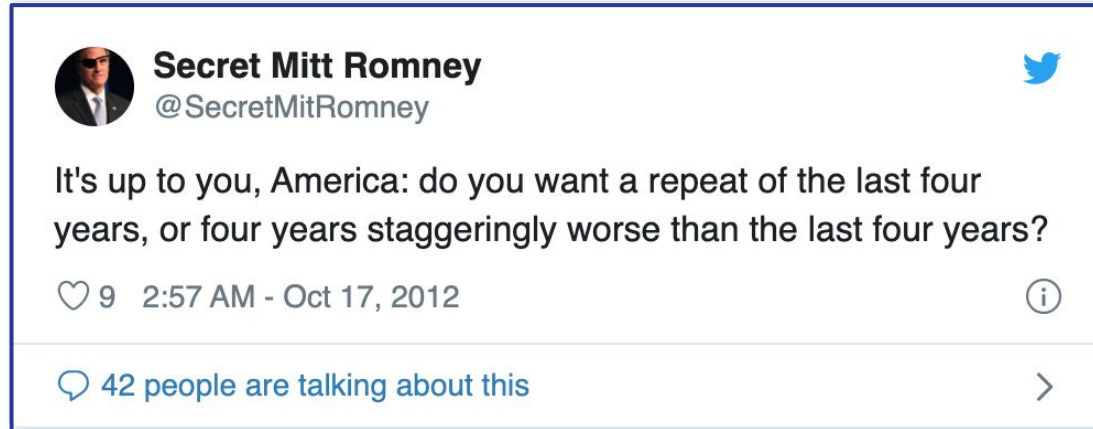 Secret Mitt Romney
@SecretMitRomney
It's up to you, America: do you want a repeat of the last four
years, or four years staggeringly worse than the last four years?
9 2:57 AM - Oct 17, 2012
42 people are talking about this